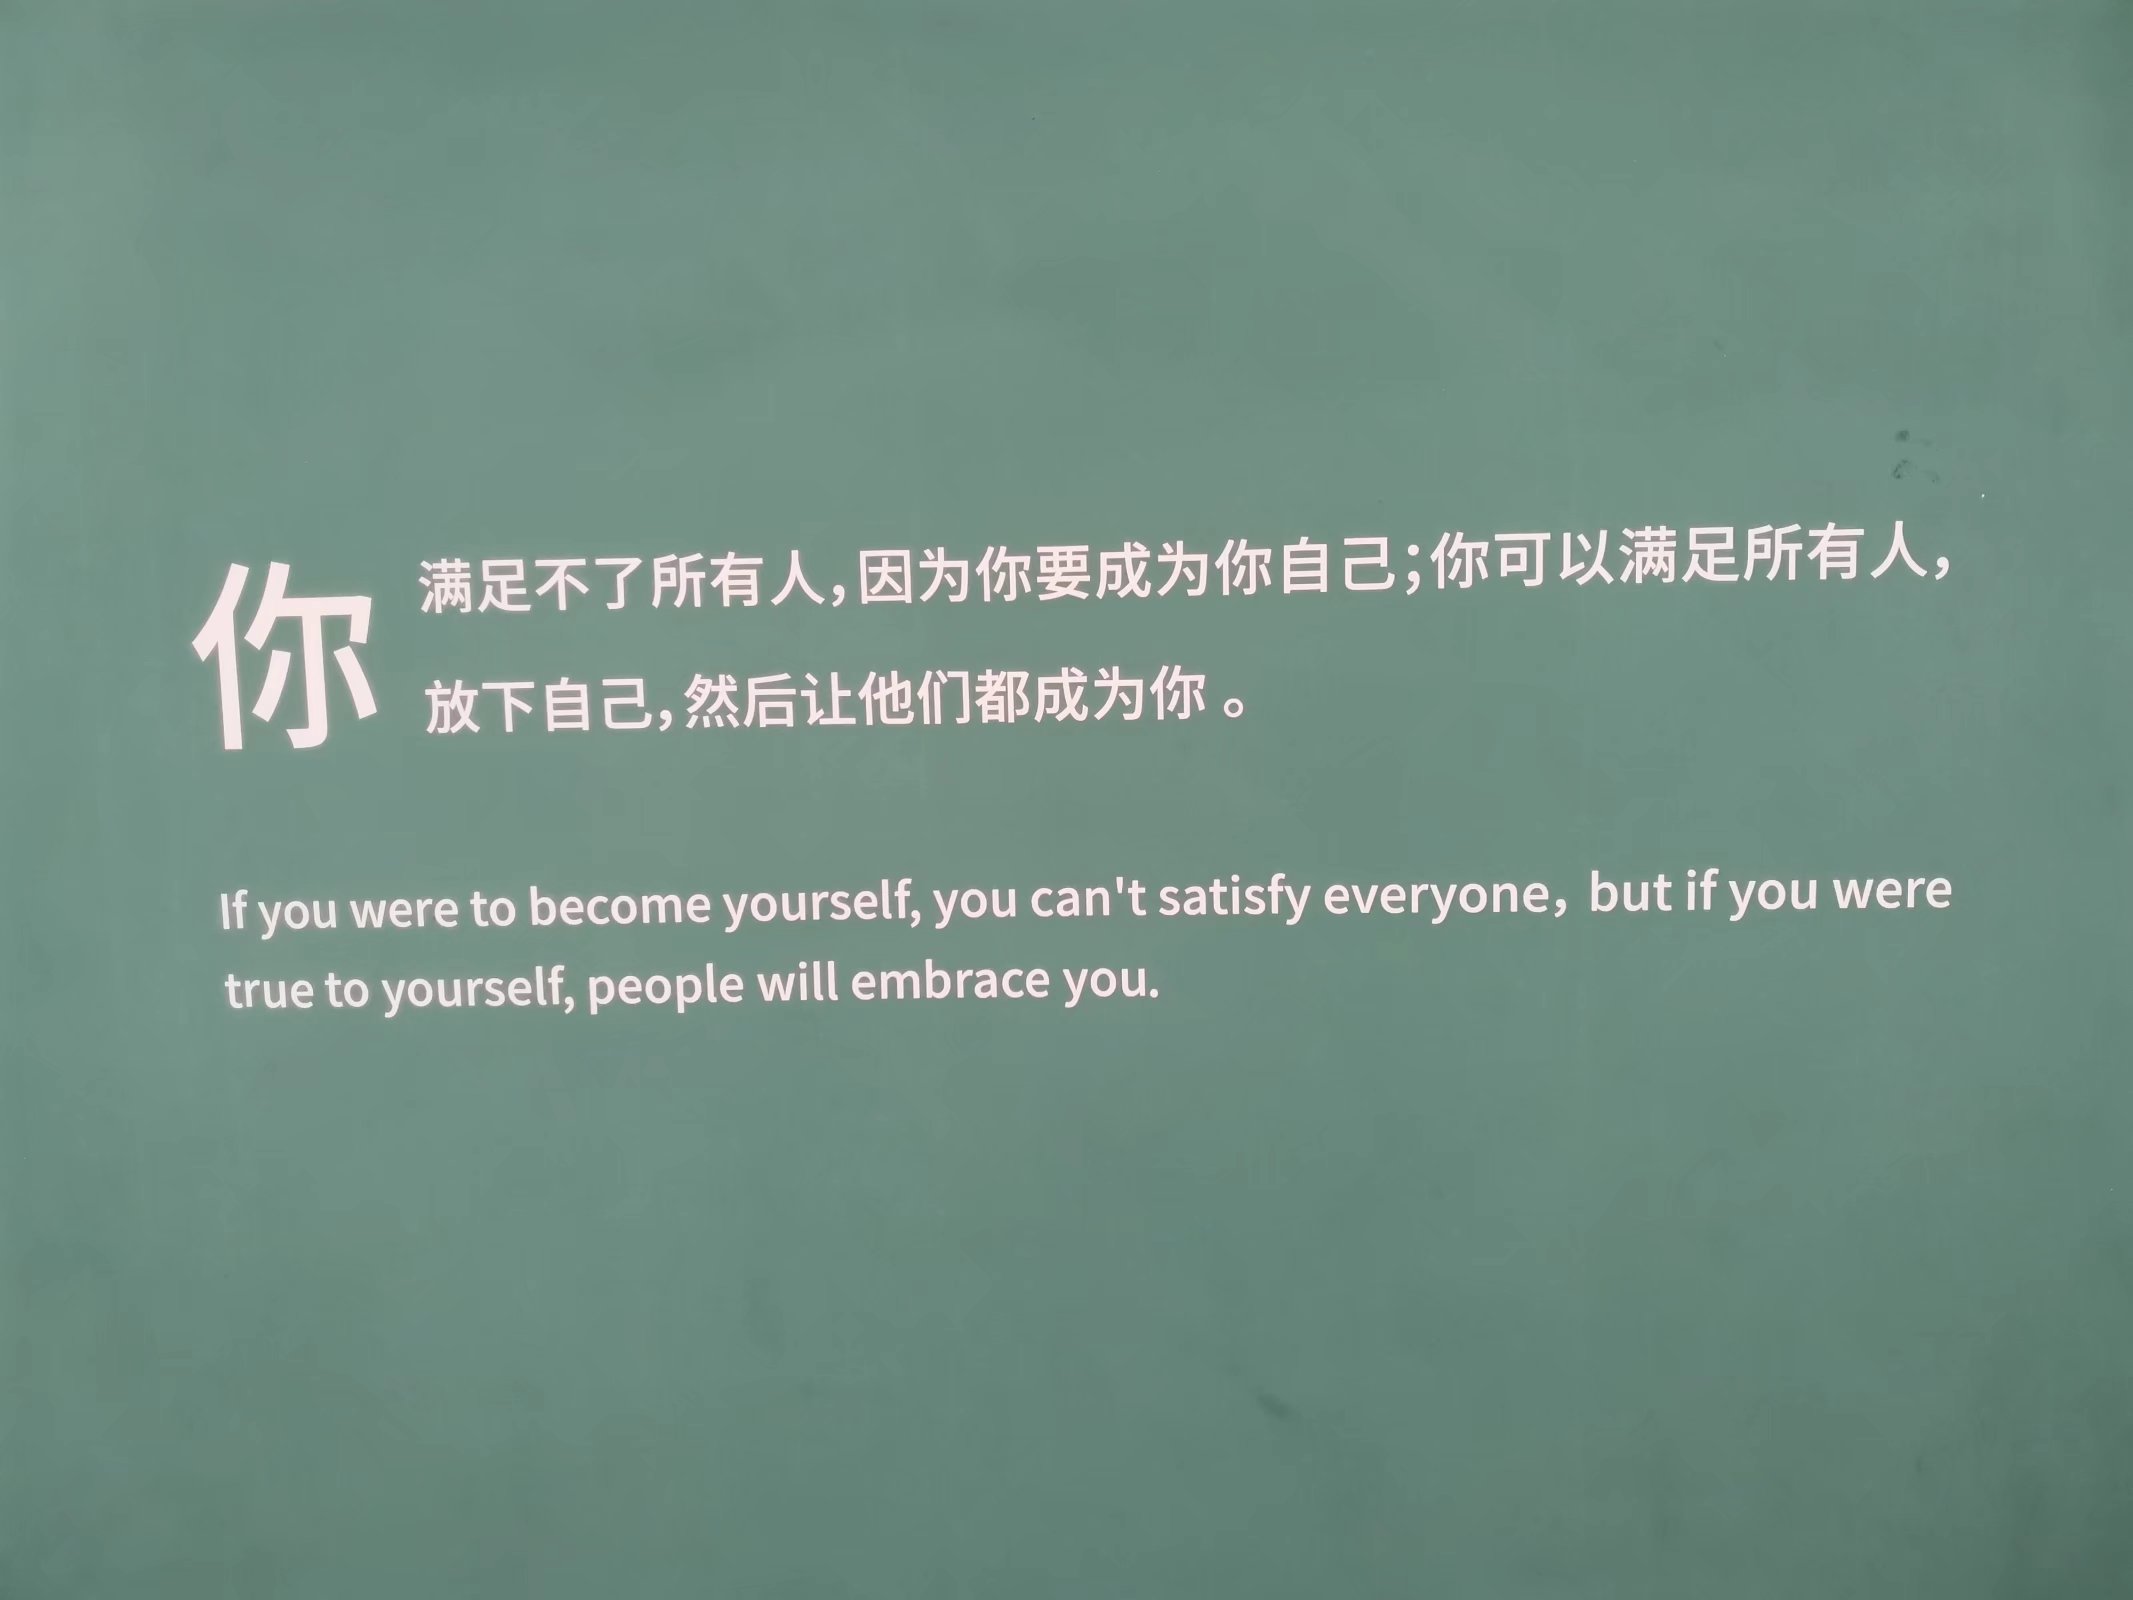 你
满足不了所有人，因为你要成为你自己；你可以满足所有人，
放下自己，然后让他们都成为你 。
If you were to become yourself, you can't satisfy everyone，but if you were
true to yourself, people will embrace you.